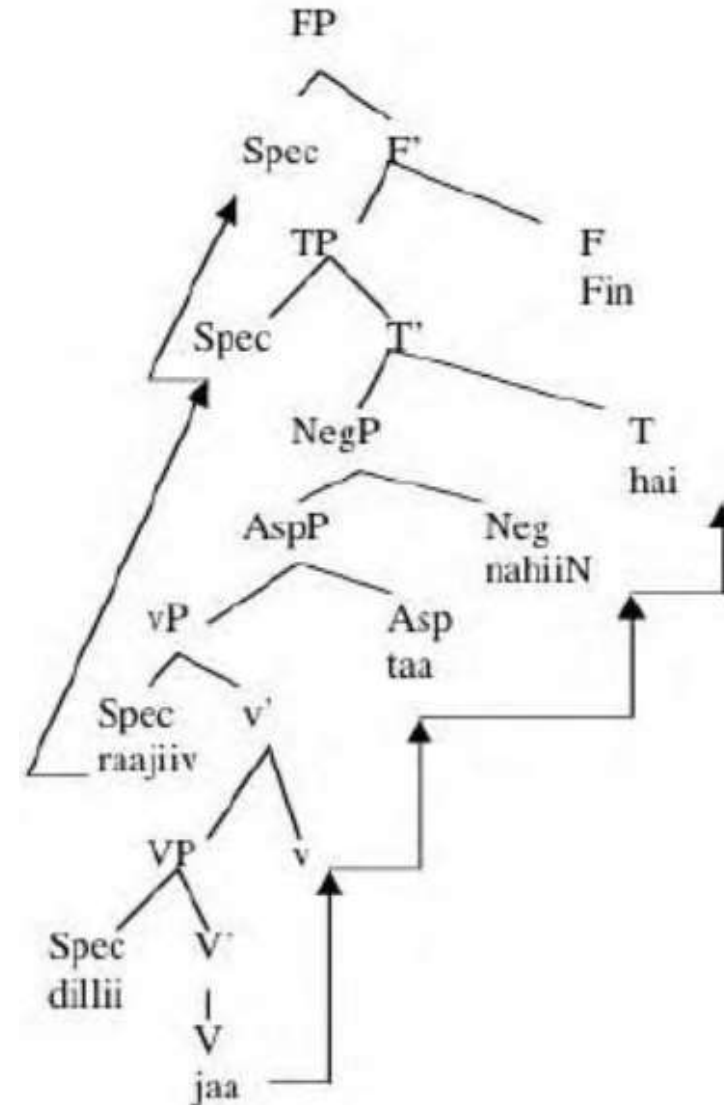 FP
Spec F'
TP F
Fin
Spec T'
NegP T
hai
AspP Neg
nahiiN
vP Asp
taa
Spec v'
raajiiv
VP v
Spec V'
dillii
V
jaa